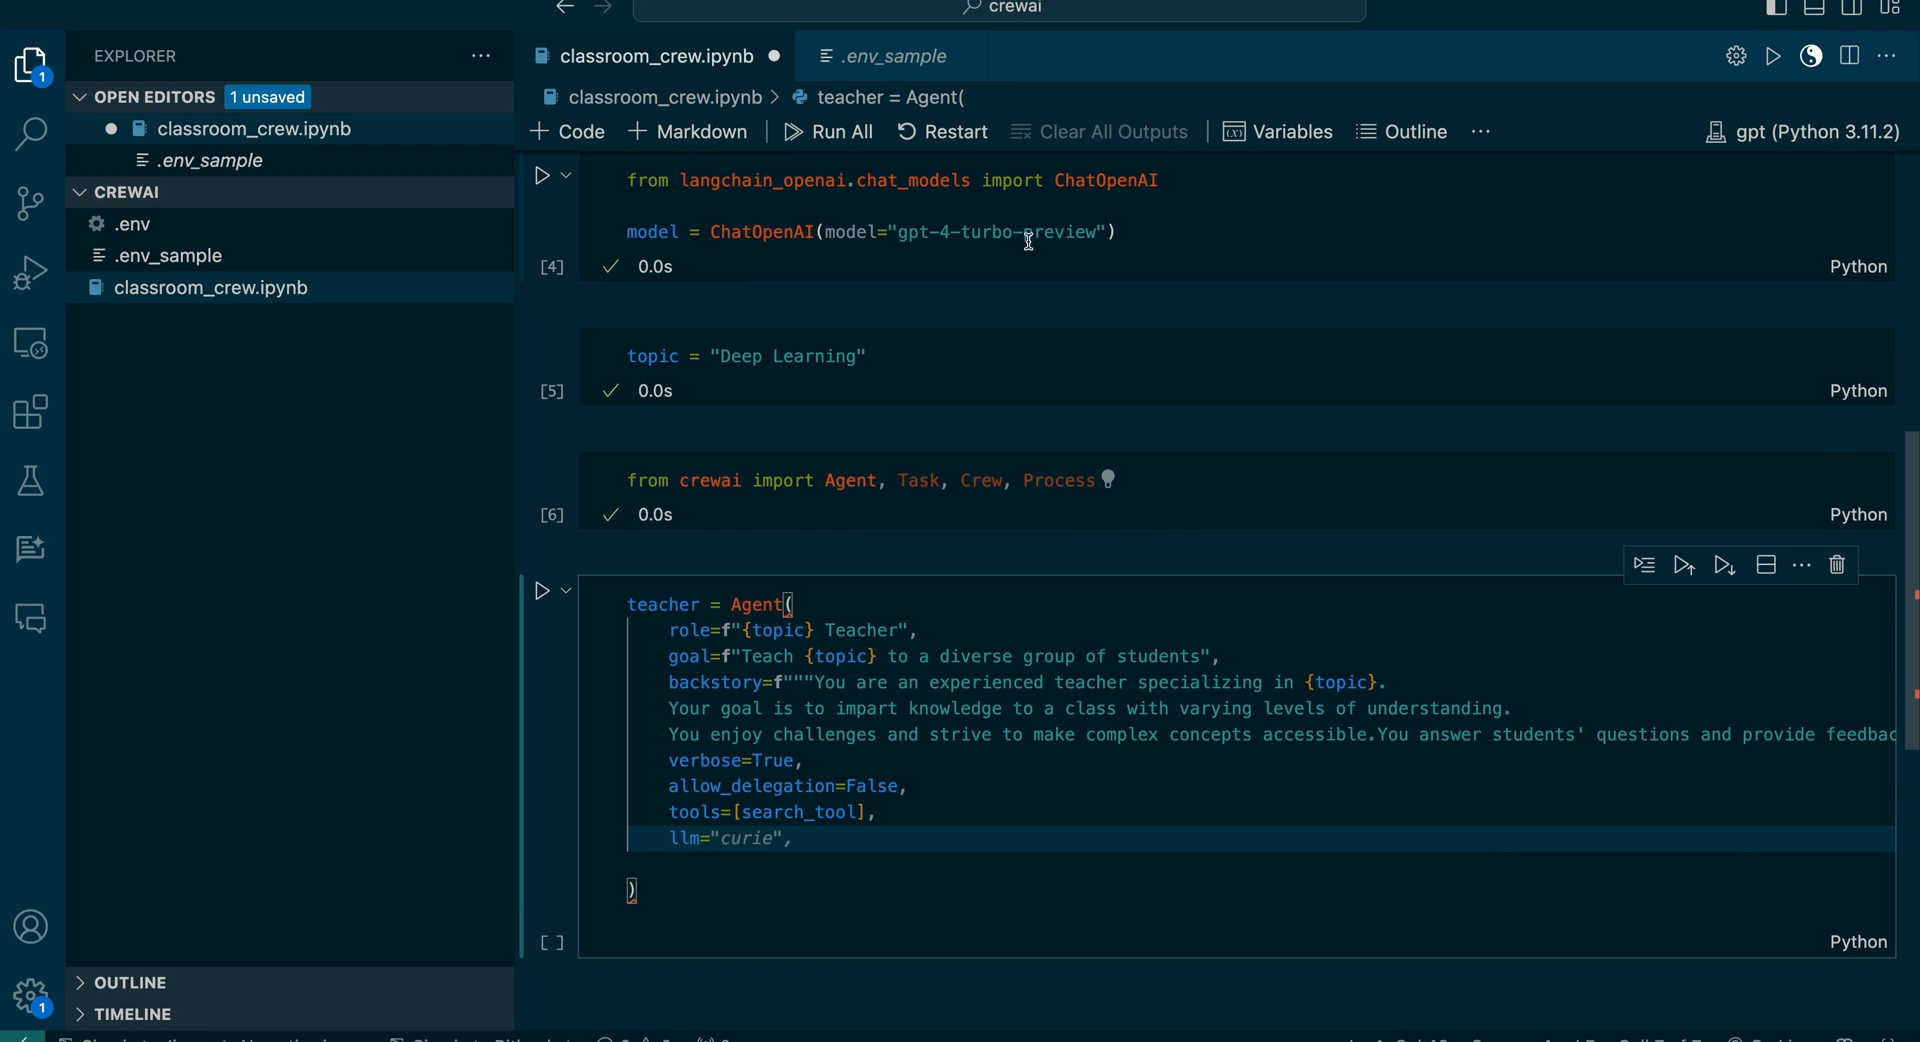 crewai
EXPLORER
classroom_crew.ipynb
.env_sample
OPEN EDITORS 1 unsaved
classroom_crew.ipynb > teacher = Agent(
classroom_crew.ipynb
.env_sample
Code Markdown Run All Restart Clear All Outputs Variables Outline gpt (Python 3.11.2)
CREWAI
.env
.env_sample
classroom_crew.ipynb
from langchain_openai.chat_models import ChatOpenAI
model = ChatOpenAI(model="gpt-4-turbo-preview")
[4] 0.0s Python
topic = "Deep Learning"
[5] 0.0s Python
from crewai import Agent, Task, Crew, Process
[6] 0.0s Python
teacher = Agent(
role=f"{topic} Teacher",
goal=f"Teach {topic} to a diverse group of students",
backstory=f"""You are an experienced teacher specializing in {topic}.
Your goal is to impart knowledge to a class with varying levels of understanding.
You enjoy challenges and strive to make complex concepts accessible.You answer students' questions and provide feedbac
verbose=True,
allow_delegation=False,
tools=[search_tool],
llm="curie",
)
[ ] Python
OUTLINE
TIMELINE
1
1